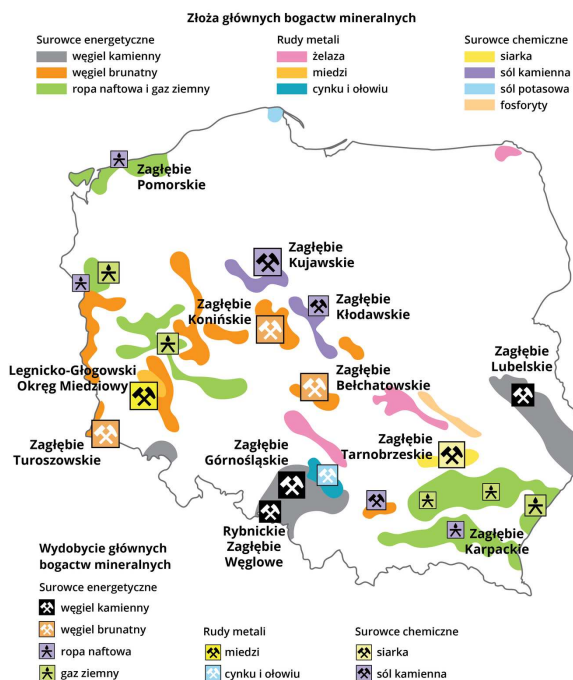 Złoża głównych bogactw mineralnych
Surowce energetyczne
węgiel kamienny
węgiel brunatny
ropa naftowa i gaz ziemny
Rudy metali
żelaza
miedzi
cynku i ołowiu
Surowce chemiczne
siarka
sól kamienna
sól potasowa
fosforyty
Zagłębie
Pomorskie
Zagłębie
Kujawskie
Zagłębie
Konińskie
Zagłębie
Kłodawskie
Legnicko-Głogowski
Okręg Miedziowy
Zagłębie
Bełchatowskie
Zagłębie
Lubelskie
Zagłębie
Turoszowskie
Zagłębie
Górnośląskie
Zagłębie
Tarnobrzeskie
Rybnickie
Zagłębie
Węglowe
Zagłębie
Karpackie
Wydobycie głównych
bogactw mineralnych
Surowce energetyczne
węgiel kamienny
węgiel brunatny
ropa naftowa
gaz ziemny
Rudy metali
miedzi
cynku i ołowiu
Surowce chemiczne
siarka
sól kamienna